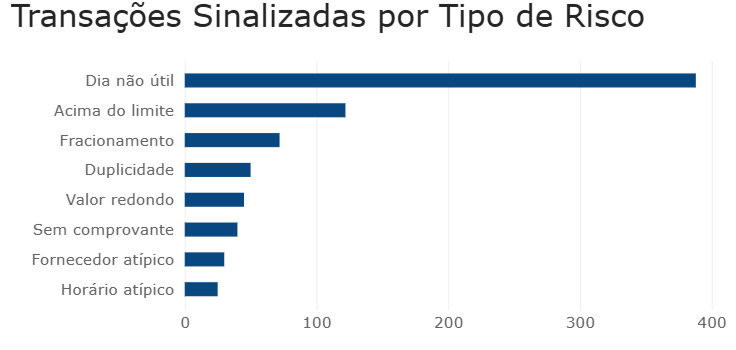 Transações Sinalizadas por Tipo de Risco
Dia não útil
Acima do limite
Fracionamento
Duplicidade
Valor redondo
Sem comprovante
Fornecedor atípico
Horário atípico
0 100 200 300 400